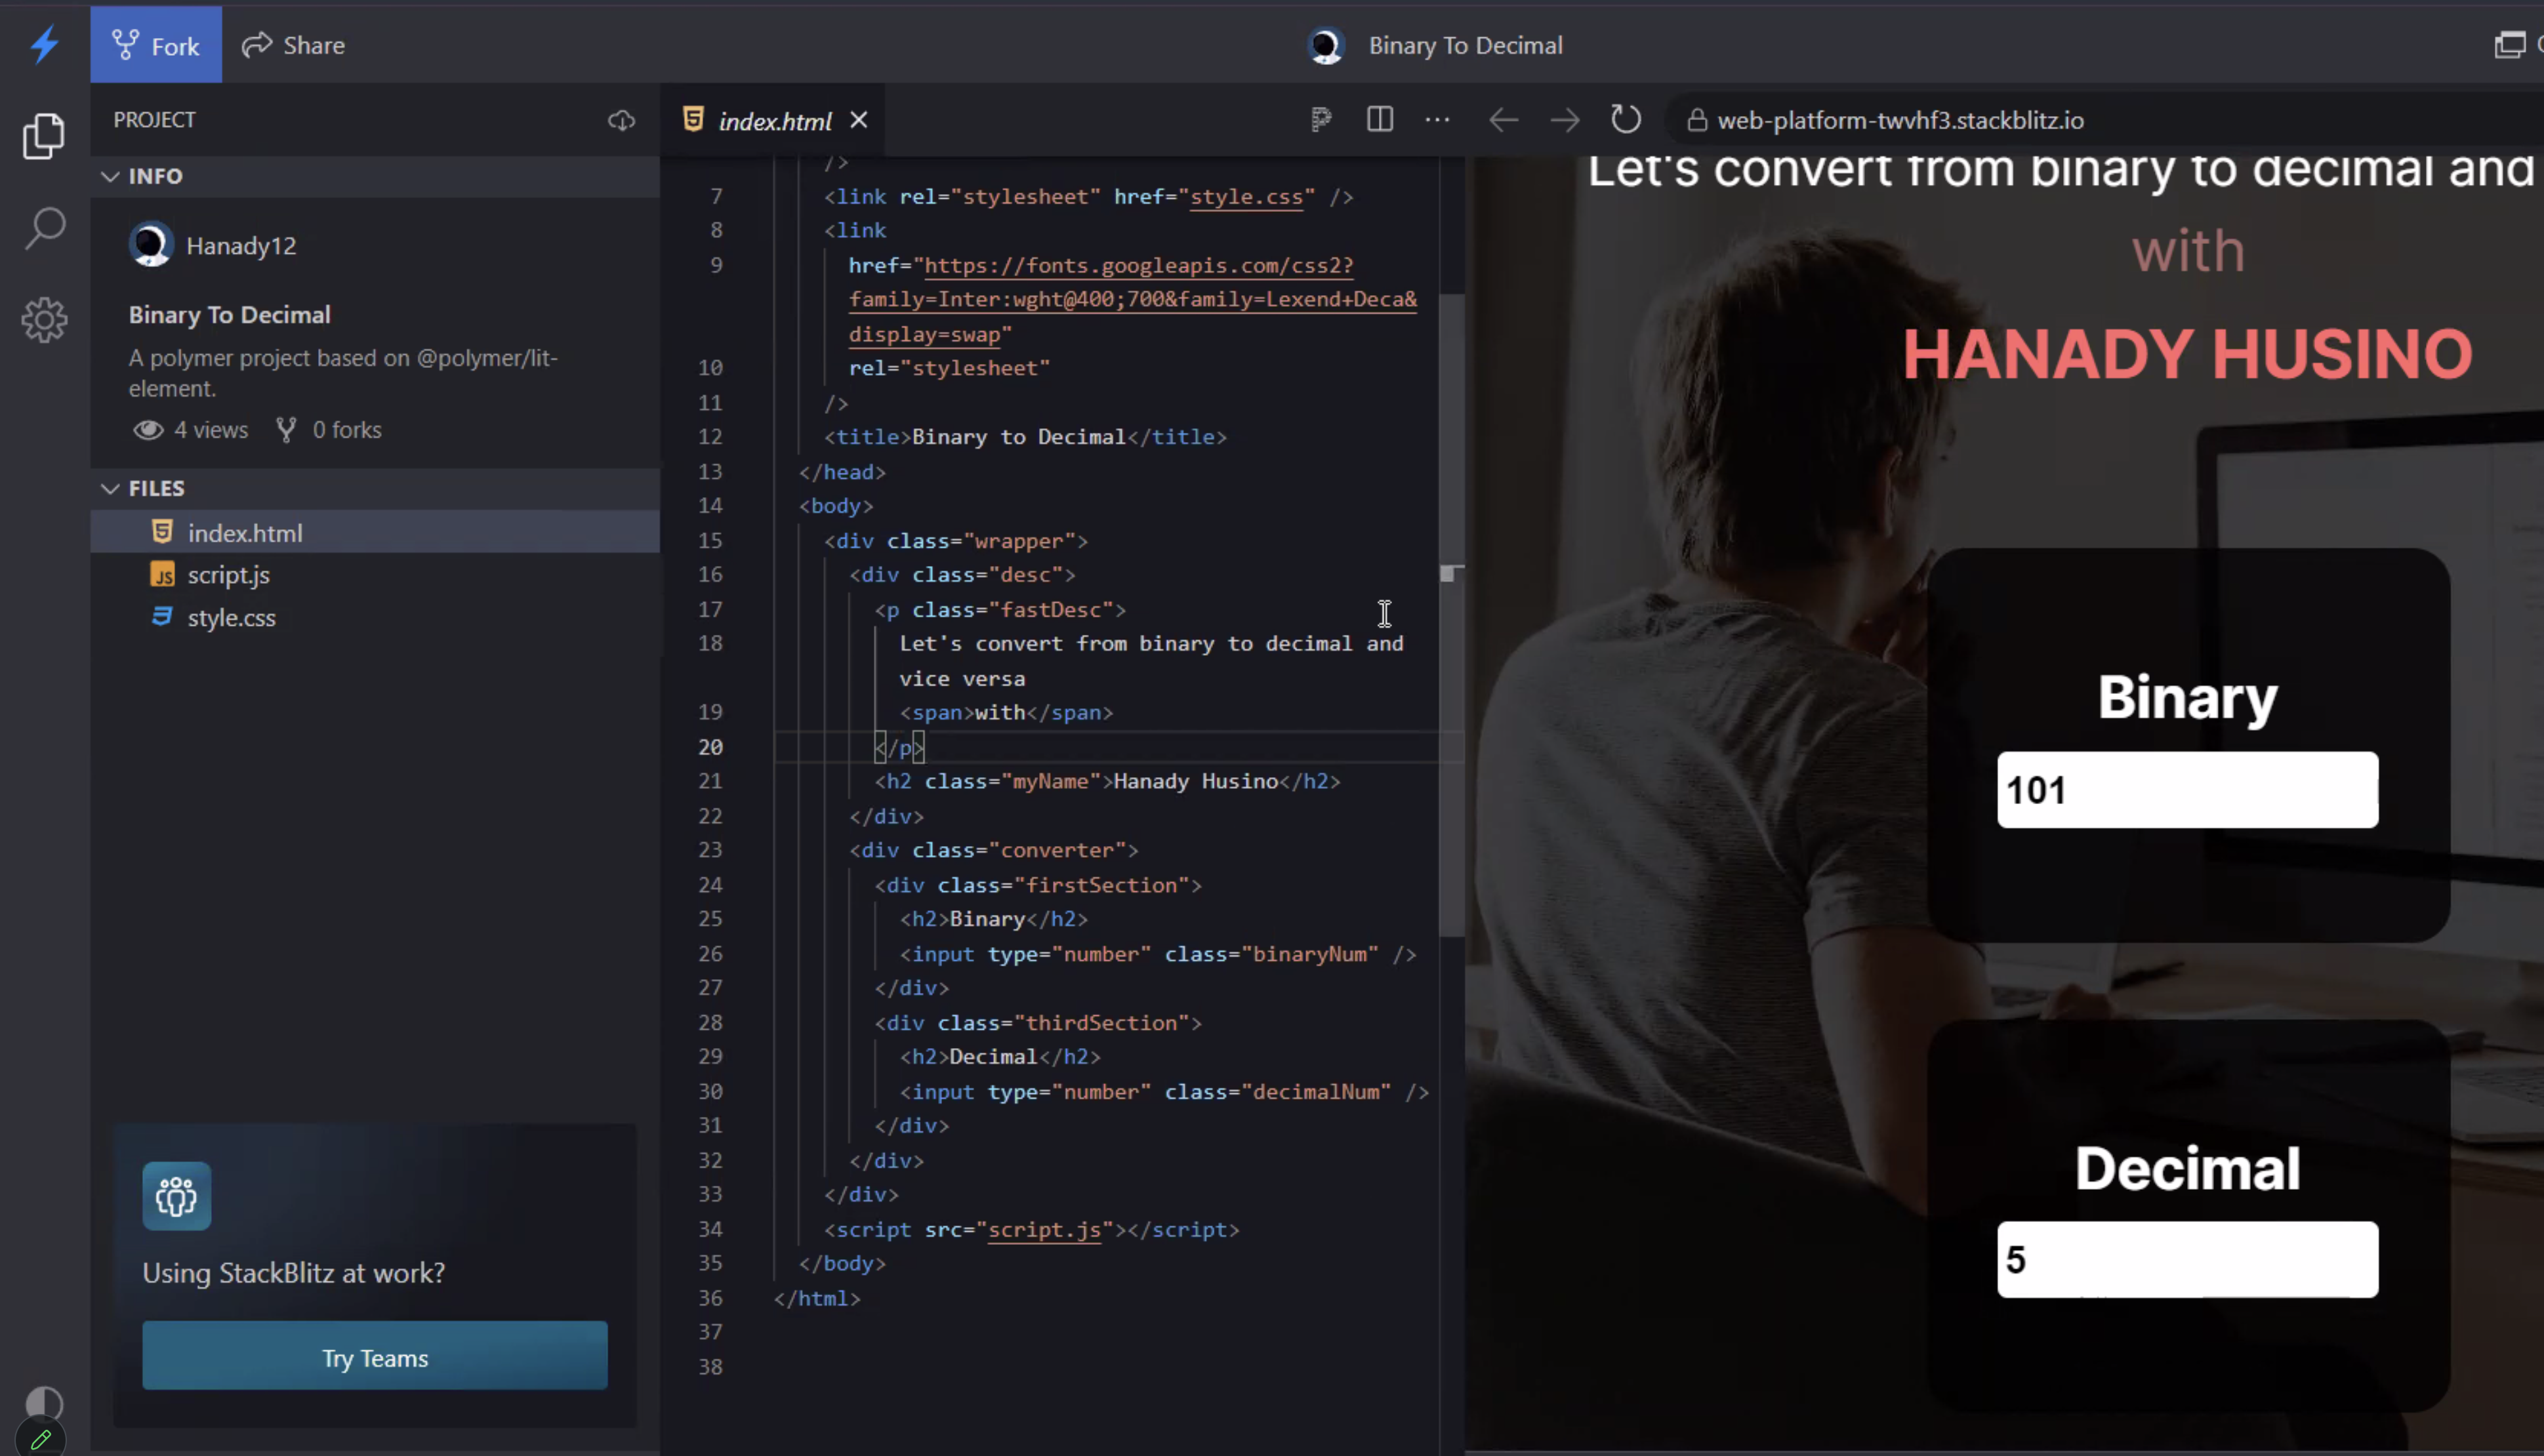 Fork
Share
Binary To Decimal
PROJECT
index.html
web-platform-twvhf3.stackblitz.io
INFO
Hanady12
Binary To Decimal
A polymer project based on @polymer/lit-
element.
4 views
0 forks
FILES
index.html
script.js
style.css
Using StackBlitz at work?
Try Teams
/>
7 <link rel="stylesheet" href="style.css" />
8 <link
9 href="https://fonts.googleapis.com/css2?
family=Inter:wght@400;700&family=Lexend+Deca&
display=swap"
10 rel="stylesheet"
11 />
12 <title>Binary to Decimal</title>
13 </head>
14 <body>
15 <div class="wrapper">
16 <div class="desc">
17 <p class="fastDesc">
18 Let's convert from binary to decimal and
vice versa
19 <span>with</span>
20 </p>
21 <h2 class="myName">Hanady Husino</h2>
22 </div>
23 <div class="converter">
24 <div class="firstSection">
25 <h2>Binary</h2>
26 <input type="number" class="binaryNum" />
27 </div>
28 <div class="thirdSection">
29 <h2>Decimal</h2>
30 <input type="number" class="decimalNum" />
31 </div>
32 </div>
33 </div>
34 <script src="script.js"></script>
35 </body>
36 </html>
37
38
Let's convert from binary to decimal and
with
HANADY HUSINO
Binary
101
Decimal
5